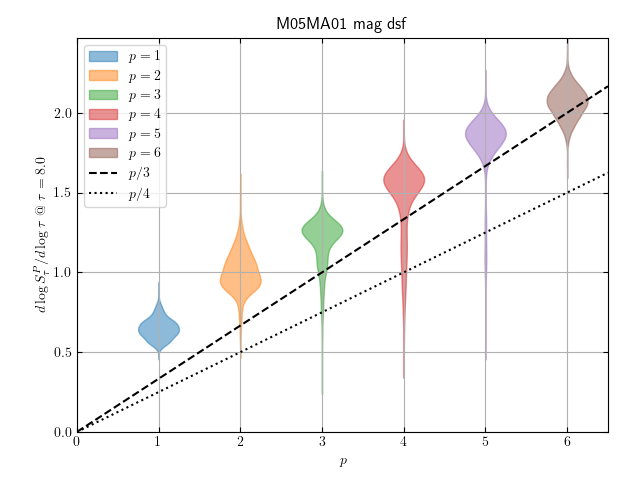 M05MA01 mag dsf
p = 1
p = 2
p = 3
p = 4
p = 5
p = 6
p/3
p/4
d log S_τ^P / d log τ @ τ = 8.0
2.0
1.5
1.0
0.5
0.0
0 1 2 3 4 5 6
p